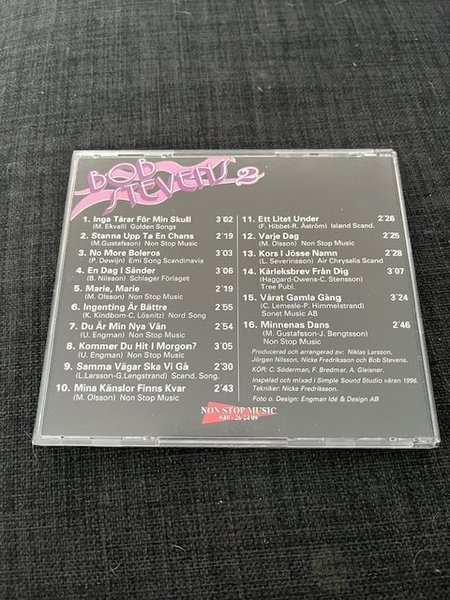 BOB
STEVENS 2
1. Inga Tårar För Min Skull 3'02
(M. Ekvall) Golden Songs
2. Stanna Upp Ta En Chans 2'19
(M.Gustafsson) Non Stop Music
3. No More Boleros 3'03
(P. Dewijn) Emi Song Scandinavia
4. En Dag I Sänder 3'06
(B. Nilsson) Schlager Förlaget
5. Marie, Marie 2'19
(M. Olsson) Non Stop Music
6. Ingenting Är Bättre 2'55
(K. Kindbom-C. Lösnitz) Nord Song
7. Du Är Min Nya Vän 2'54
(U. Engman) Non Stop Music
8. Kommer Du Hit I Morgon? 3'05
(U. Engman) Non Stop Music
9. Samma Vägar Ska Vi Gå 2'30
(L.Larsson-G.Lengstrand) Scand. Song.
10. Mina Känslor Finns Kvar 2'43
(M. Olsson) Non Stop Music
11. Ett Litet Under 2'26
(F. Hibbet-R. Åström) Island Scand.
12. Varje Dag 2'25
(M. Olsson) Non Stop Music
13. Kors I Jösse Namn 2'28
(L. Severinsson) Air Chrysalis Scand
14. Kärleksbrev Från Dig 3'07
(Haggard-Owens-C. Stensson)
Tree Publ.
15. Vårat Gamla Gäng 3'24
(C. Lemesle-P. Himmelstrand)
Sonet Music AB
16. Minnenas Dans 2'46
(M. Gustafsson-J. Bengtsson)
Non Stop Music
Producerad och arrangerad av: Niklas Larsson,
Jörgen Nilsson, Nicke Fredriksson och Bob Stevens.
KÖR: C. Söderman, F. Bredmar, A. Gleisner.
Inspelad och mixad i Simple Sound Studio våren 1996.
Tekniker: Nicke Fredriksson.
Foto o. Design: Engman Idé & Design AB
NON STOP MUSIC
040 - 26 24 09